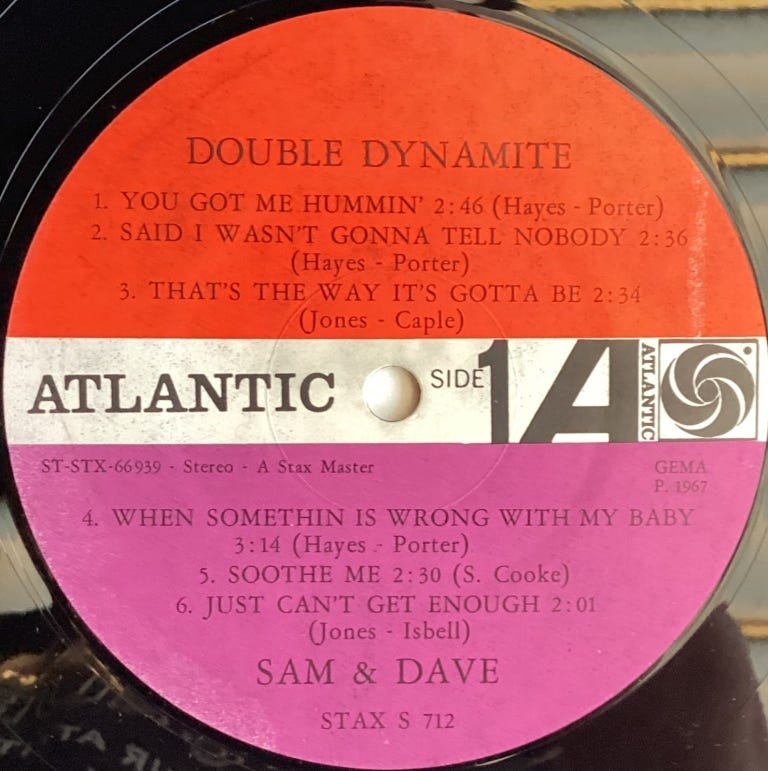 DOUBLE DYNAMITE
1. YOU GOT ME HUMMIN' 2:46 (Hayes - Porter)
2. SAID I WASN'T GONNA TELL NOBODY 2:36
(Hayes - Porter)
3. THAT'S THE WAY IT'S GOTTA BE 2:34
(Jones - Caple)
ATLANTIC SIDE 1 A ATLANTIC
ST-STX-66939 - Stereo - A Stax Master GEMA
P. 1967
4. WHEN SOMETHIN IS WRONG WITH MY BABY
3:14 (Hayes - Porter)
5. SOOTHE ME 2:30 (S. Cooke)
6. JUST CAN'T GET ENOUGH 2:01
(Jones - Isbell)
SAM & DAVE
STAX S 712